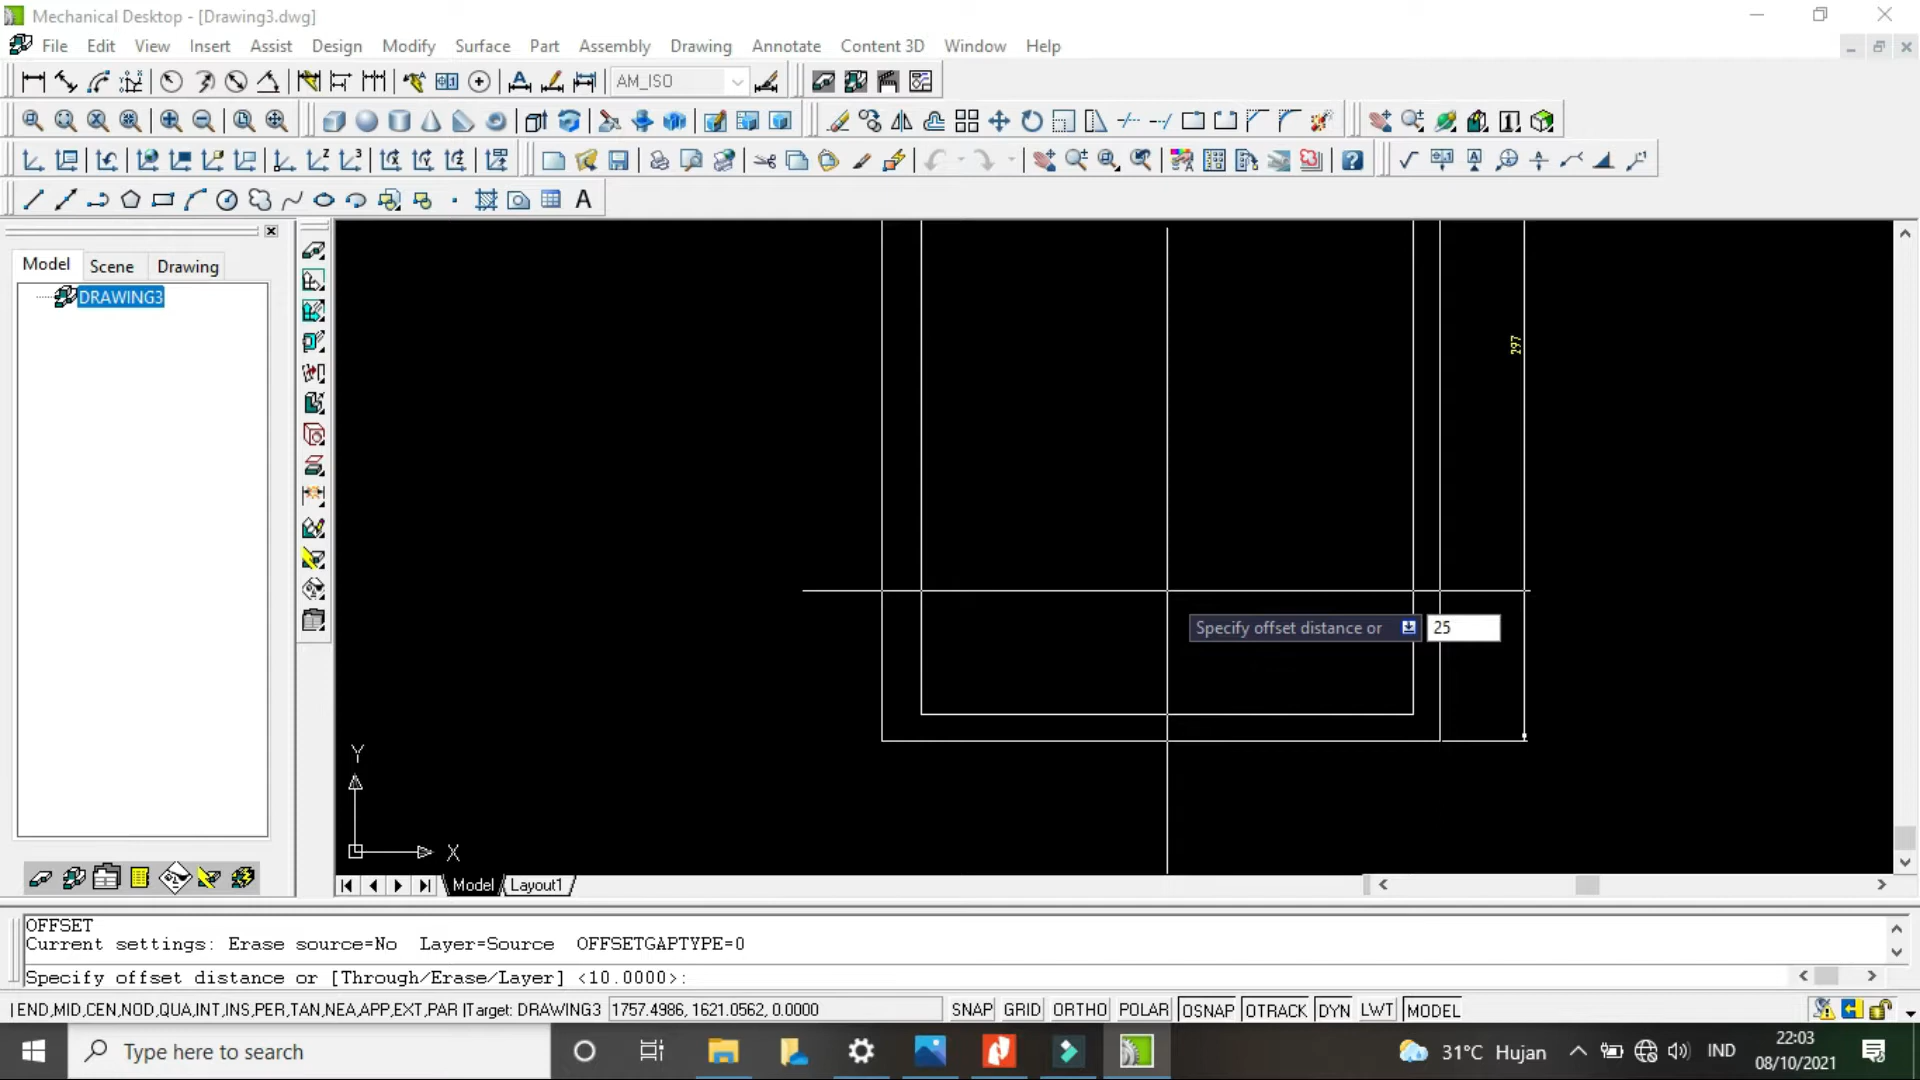 Mechanical Desktop - [Drawing3.dwg]
File Edit View Insert Assist Design Modify Surface Part Assembly Drawing Annotate Content 3D Window Help
AM_ISO
Model Scene Drawing
DRAWING3
297
Specify offset distance or 25
Y
X
Model Layout1
OFFSET
Current settings: Erase source=No Layer=Source OFFSETGAPTYPE=0
Specify offset distance or [Through/Erase/Layer] <10.0000>:
|END,MID,CEN,NOD,QUA,INT,INS,PER,TAN,NEA,APP,EXT,PAR |Target: DRAWING3 1757.4986, 1621.0562, 0.0000 SNAP GRID ORTHO POLAR OSNAP OTRACK DYN LWT MODEL
Type here to search 31°C Hujan IND 22:03
08/10/2021